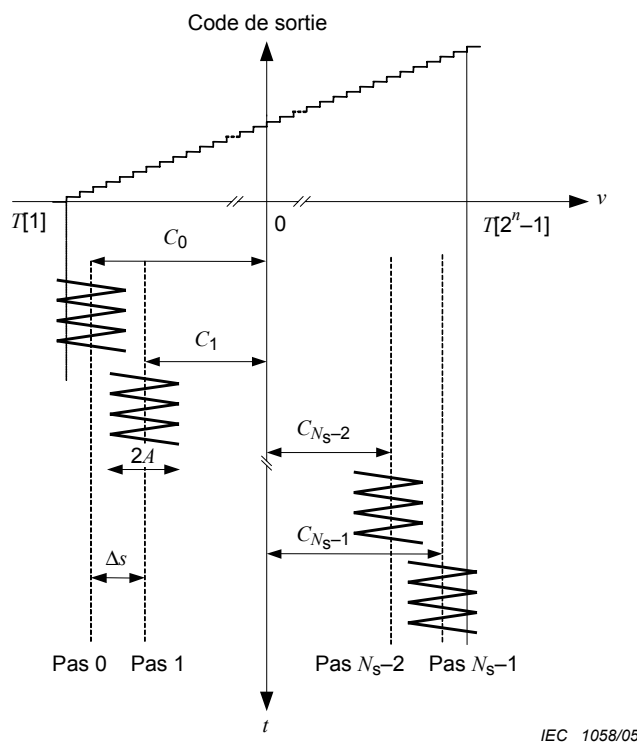 Code de sortie
v
T[1]
0
T[2ⁿ–1]
C₀
C₁
C_Nₛ–2
2A
C_Nₛ–1
Δs
Pas 0
Pas 1
Pas Nₛ–2
Pas Nₛ–1
t
IEC 1058/05